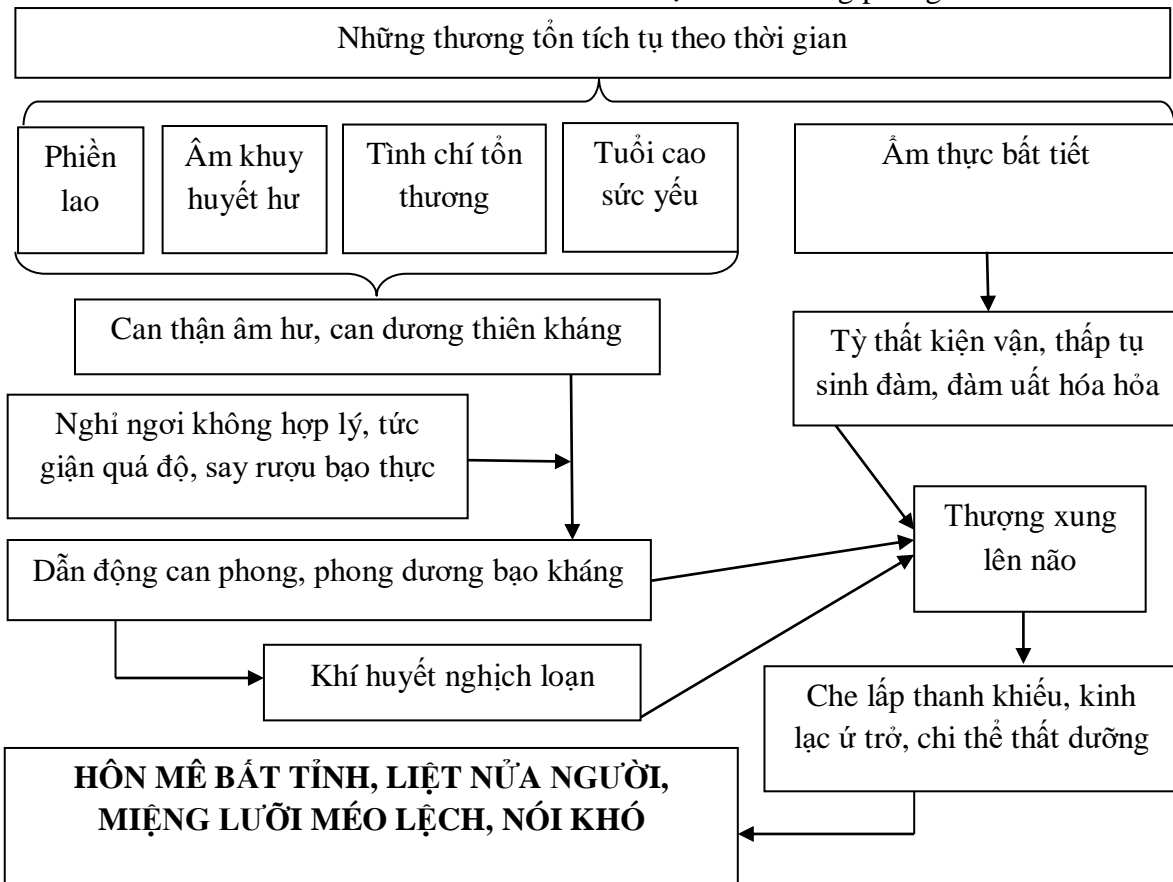 Những thương tổn tích tụ theo thời gian
Phiền
lao
Âm khuy
huyết hư
Tình chí tổn
thương
Tuổi cao
sức yếu
Ẩm thực bất tiết
Can thận âm hư, can dương thiên kháng
Tỳ thất kiện vận, thấp tụ
sinh đàm, đàm uất hóa hỏa
Nghỉ ngơi không hợp lý, tức
giận quá độ, say rượu bạo thực
Thượng xung
lên não
Dẫn động can phong, phong dương bạo kháng
Khí huyết nghịch loạn
Che lấp thanh khiếu, kinh
lạc ứ trở, chi thể thất dưỡng
HÔN MÊ BẤT TỈNH, LIỆT NỬA NGƯỜI,
MIỆNG LƯỠI MÉO LỆCH, NÓI KHÓ